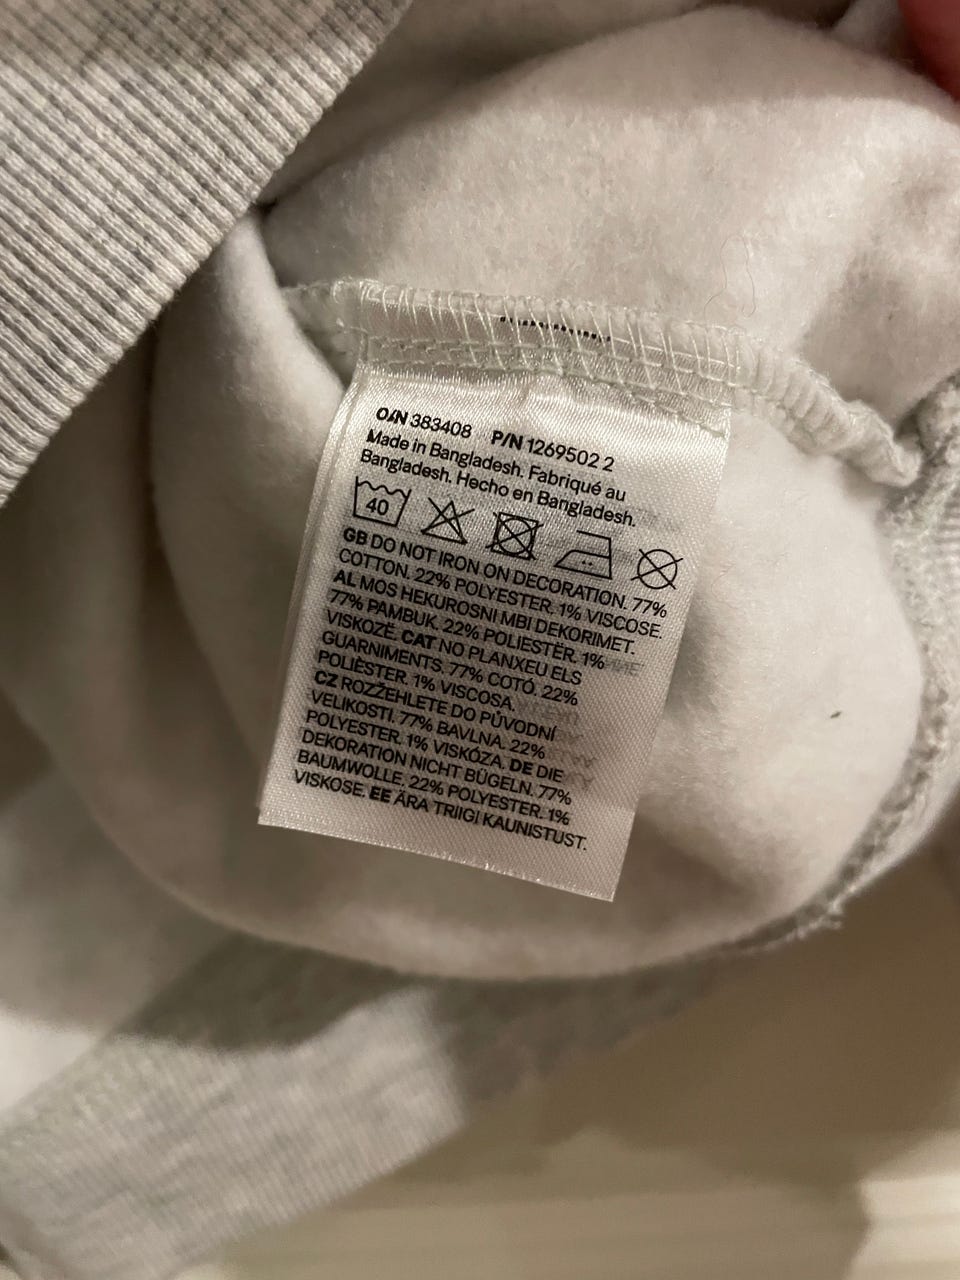 O/N 383408 P/N 1269502 2
Made in Bangladesh. Fabriqué au
Bangladesh. Hecho en Bangladesh.
40
GB DO NOT IRON ON DECORATION. 77%
COTTON. 22% POLYESTER. 1% VISCOSE.
AL MOS HEKUROSNI MBI DEKORIMET.
77% PAMBUK. 22% POLIESTËR. 1%
VISKOZË. CAT NO PLANXEU ELS
GUARNIMENTS. 77% COTÓ. 22%
POLIÈSTER. 1% VISCOSA.
CZ ROZŽEHLETE DO PŮVODNÍ
VELIKOSTI. 77% BAVLNA. 22%
POLYESTER. 1% VISKÓZA. DE DIE
DEKORATION NICHT BÜGELN. 77%
BAUMWOLLE. 22% POLYESTER. 1%
VISKOSE. EE ÄRA TRIIGI KAUNISTUST.